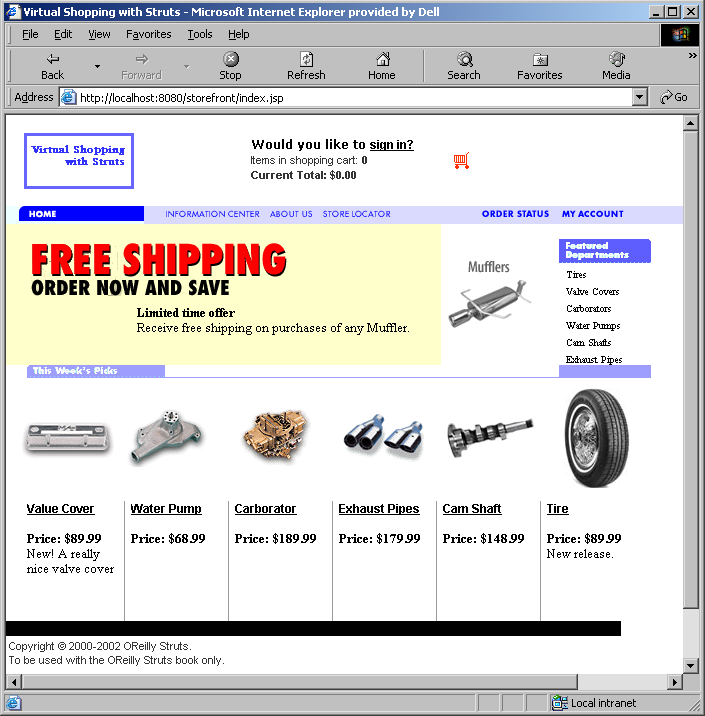 Virtual Shopping with Struts - Microsoft Internet Explorer provided by Dell
File Edit View Favorites Tools Help
Back Forward Stop Refresh Home Search Favorites Media »
Address http://localhost:8080/storefront/index.jsp Go
Virtual Shopping
with Struts
Would you like to sign in?
Items in shopping cart: 0
Current Total: $0.00
HOME INFORMATION CENTER ABOUT US STORE LOCATOR ORDER STATUS MY ACCOUNT
FREE SHIPPING
ORDER NOW AND SAVE
Limited time offer
Receive free shipping on purchases of any Muffler.
Mufflers
Featured
Departments
Tires
Valve Covers
Carborators
Water Pumps
Cam Shafts
Exhaust Pipes
This Week's Picks
Value Cover Water Pump Carborator Exhaust Pipes Cam Shaft Tire
Price: $89.99 Price: $68.99 Price: $189.99 Price: $179.99 Price: $148.99 Price: $89.99
New! A really New release.
nice valve cover
Copyright © 2000-2002 OReilly Struts.
To be used with the OReilly Struts book only.
Local intranet